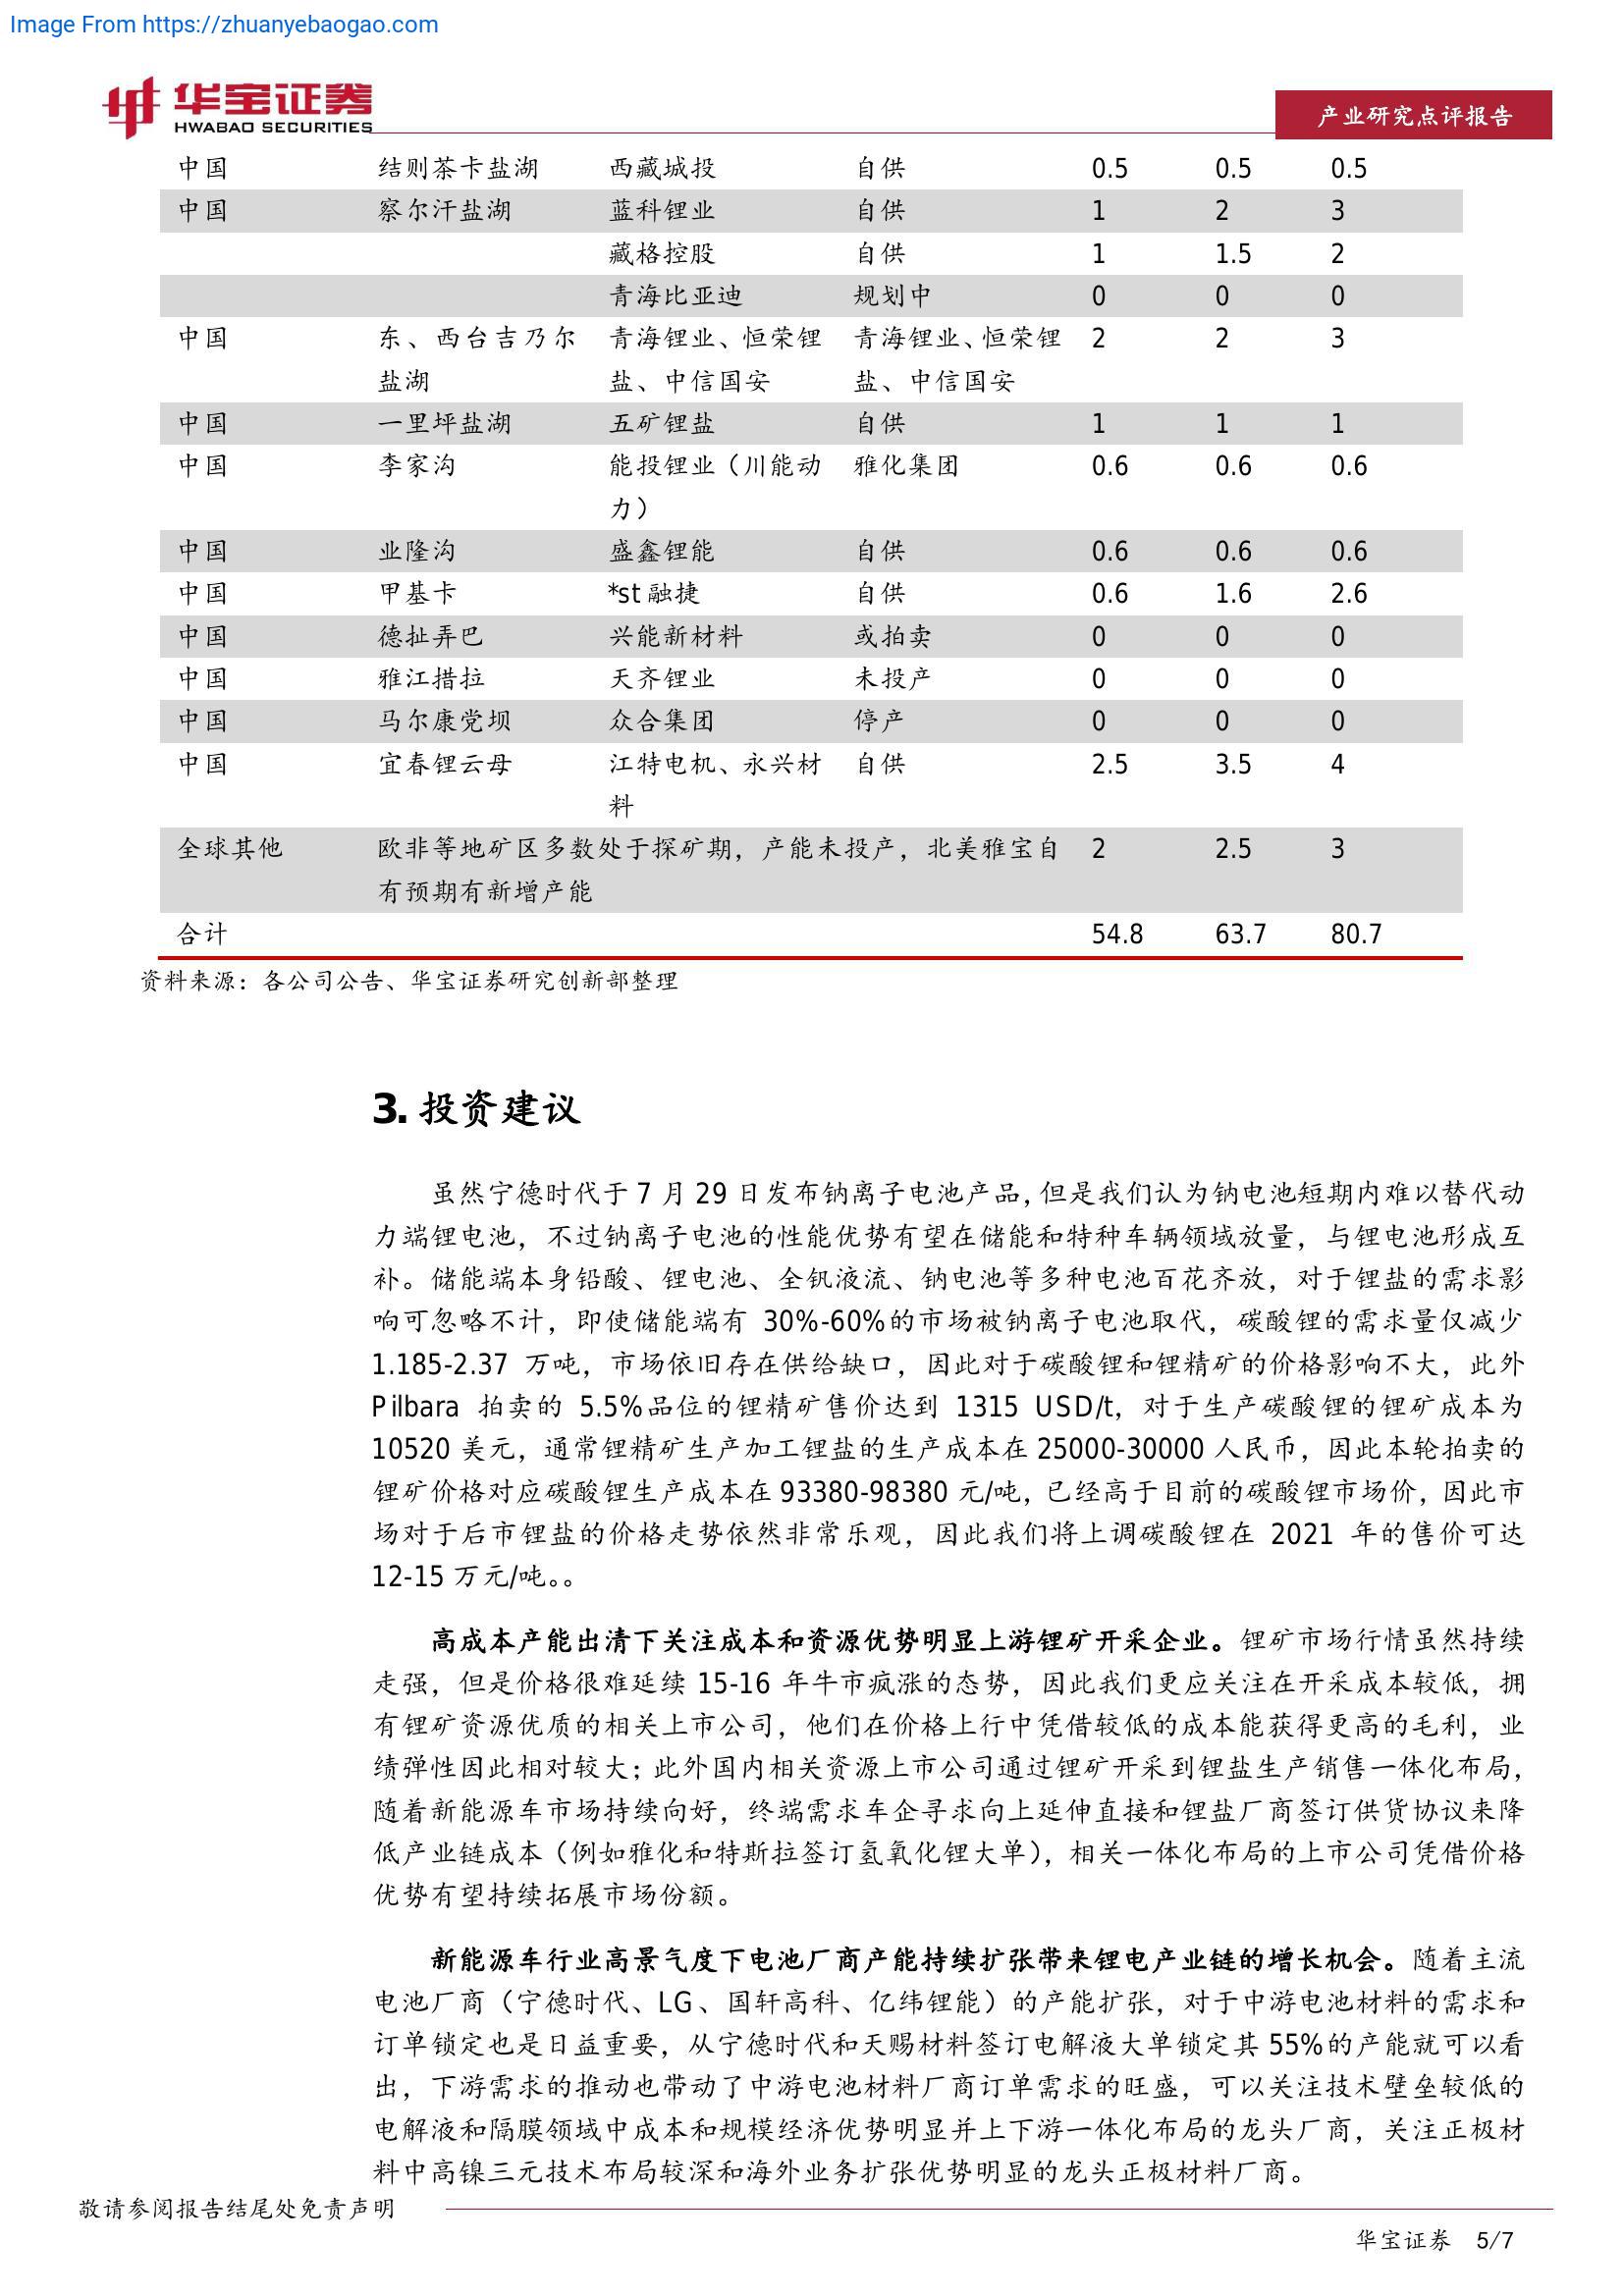 Image From https://zhuanyebaogao.com
华宝证券
HWABAO SECURITIES
产业研究点评报告
中国 结则茶卡盐湖 西藏城投 自供 0.5 0.5 0.5
中国 察尔汗盐湖 蓝科锂业 自供 1 2 3
藏格控股 自供 1 1.5 2
青海比亚迪 规划中 0 0 0
中国 东、西台吉乃尔 青海锂业、恒荣锂 青海锂业、恒荣锂 2 2 3
盐湖 盐、中信国安 盐、中信国安
中国 一里坪盐湖 五矿锂盐 自供 1 1 1
中国 李家沟 能投锂业（川能动 雅化集团 0.6 0.6 0.6
力）
中国 业隆沟 盛鑫锂能 自供 0.6 0.6 0.6
中国 甲基卡 *st 融捷 自供 0.6 1.6 2.6
中国 德扯弄巴 兴能新材料 或拍卖 0 0 0
中国 雅江措拉 天齐锂业 未投产 0 0 0
中国 马尔康党坝 众合集团 停产 0 0 0
中国 宜春锂云母 江特电机、永兴材 自供 2.5 3.5 4
料
全球其他 欧非等地矿区多数处于探矿期，产能未投产，北美雅宝自 2 2.5 3
有预期有新增产能
合计 54.8 63.7 80.7
资料来源：各公司公告、华宝证券研究创新部整理
3. 投资建议
虽然宁德时代于 7 月 29 日发布钠离子电池产品，但是我们认为钠电池短期内难以替代动
力端锂电池，不过钠离子电池的性能优势有望在储能和特种车辆领域放量，与锂电池形成互
补。储能端本身铅酸、锂电池、全钒液流、钠电池等多种电池百花齐放，对于锂盐的需求影
响可忽略不计，即使储能端有 30%-60%的市场被钠离子电池取代，碳酸锂的需求量仅减少
1.185-2.37 万吨，市场依旧存在供给缺口，因此对于碳酸锂和锂精矿的价格影响不大，此外
Pilbara 拍卖的 5.5%品位的锂精矿售价达到 1315 USD/t，对于生产碳酸锂的锂矿成本为
10520 美元，通常锂精矿生产加工锂盐的生产成本在 25000-30000 人民币，因此本轮拍卖的
锂矿价格对应碳酸锂生产成本在 93380-98380 元/吨，已经高于目前的碳酸锂市场价，因此市
场对于后市锂盐的价格走势依然非常乐观，因此我们将上调碳酸锂在 2021 年的售价可达
12-15 万元/吨。。
高成本产能出清下关注成本和资源优势明显上游锂矿开采企业。锂矿市场行情虽然持续
走强，但是价格很难延续 15-16 年牛市疯涨的态势，因此我们更应关注在开采成本较低，拥
有锂矿资源优质的相关上市公司，他们在价格上行中凭借较低的成本能获得更高的毛利，业
绩弹性因此相对较大；此外国内相关资源上市公司通过锂矿开采到锂盐生产销售一体化布局，
随着新能源车市场持续向好，终端需求车企寻求向上延伸直接和锂盐厂商签订供货协议来降
低产业链成本（例如雅化和特斯拉签订氢氧化锂大单），相关一体化布局的上市公司凭借价格
优势有望持续拓展市场份额。
新能源车行业高景气度下电池厂商产能持续扩张带来锂电产业链的增长机会。随着主流
电池厂商（宁德时代、LG、国轩高科、亿纬锂能）的产能扩张，对于中游电池材料的需求和
订单锁定也是日益重要，从宁德时代和天赐材料签订电解液大单锁定其 55%的产能就可以看
出，下游需求的推动也带动了中游电池材料厂商订单需求的旺盛，可以关注技术壁垒较低的
电解液和隔膜领域中成本和规模经济优势明显并上下游一体化布局的龙头厂商，关注正极材
料中高镍三元技术布局较深和海外业务扩张优势明显的龙头正极材料厂商。
敬请参阅报告结尾处免责声明
华宝证券 5/7